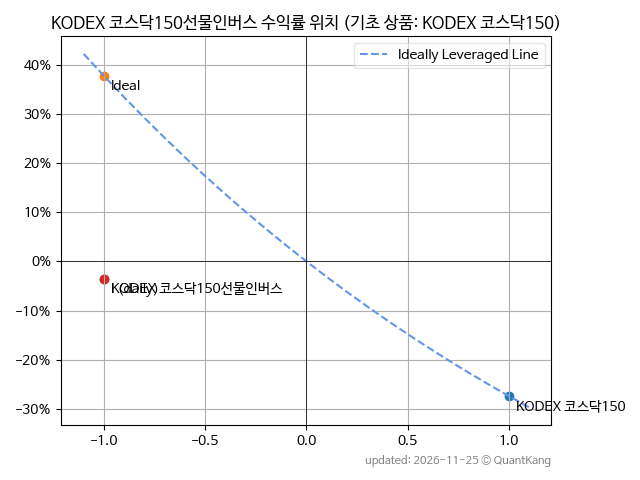 KODEX 코스닥150선물인버스 수익률 위치 (기초 상품: KODEX 코스닥150)
Ideally Leveraged Line
40%
Ideal
30%
20%
10%
0%
KODEX 코스닥150선물인버스
-10%
-20%
-30%
KODEX 코스닥150
-1.0
-0.5
0.0
0.5
1.0
updated: 2026-11-25 © QuantKang